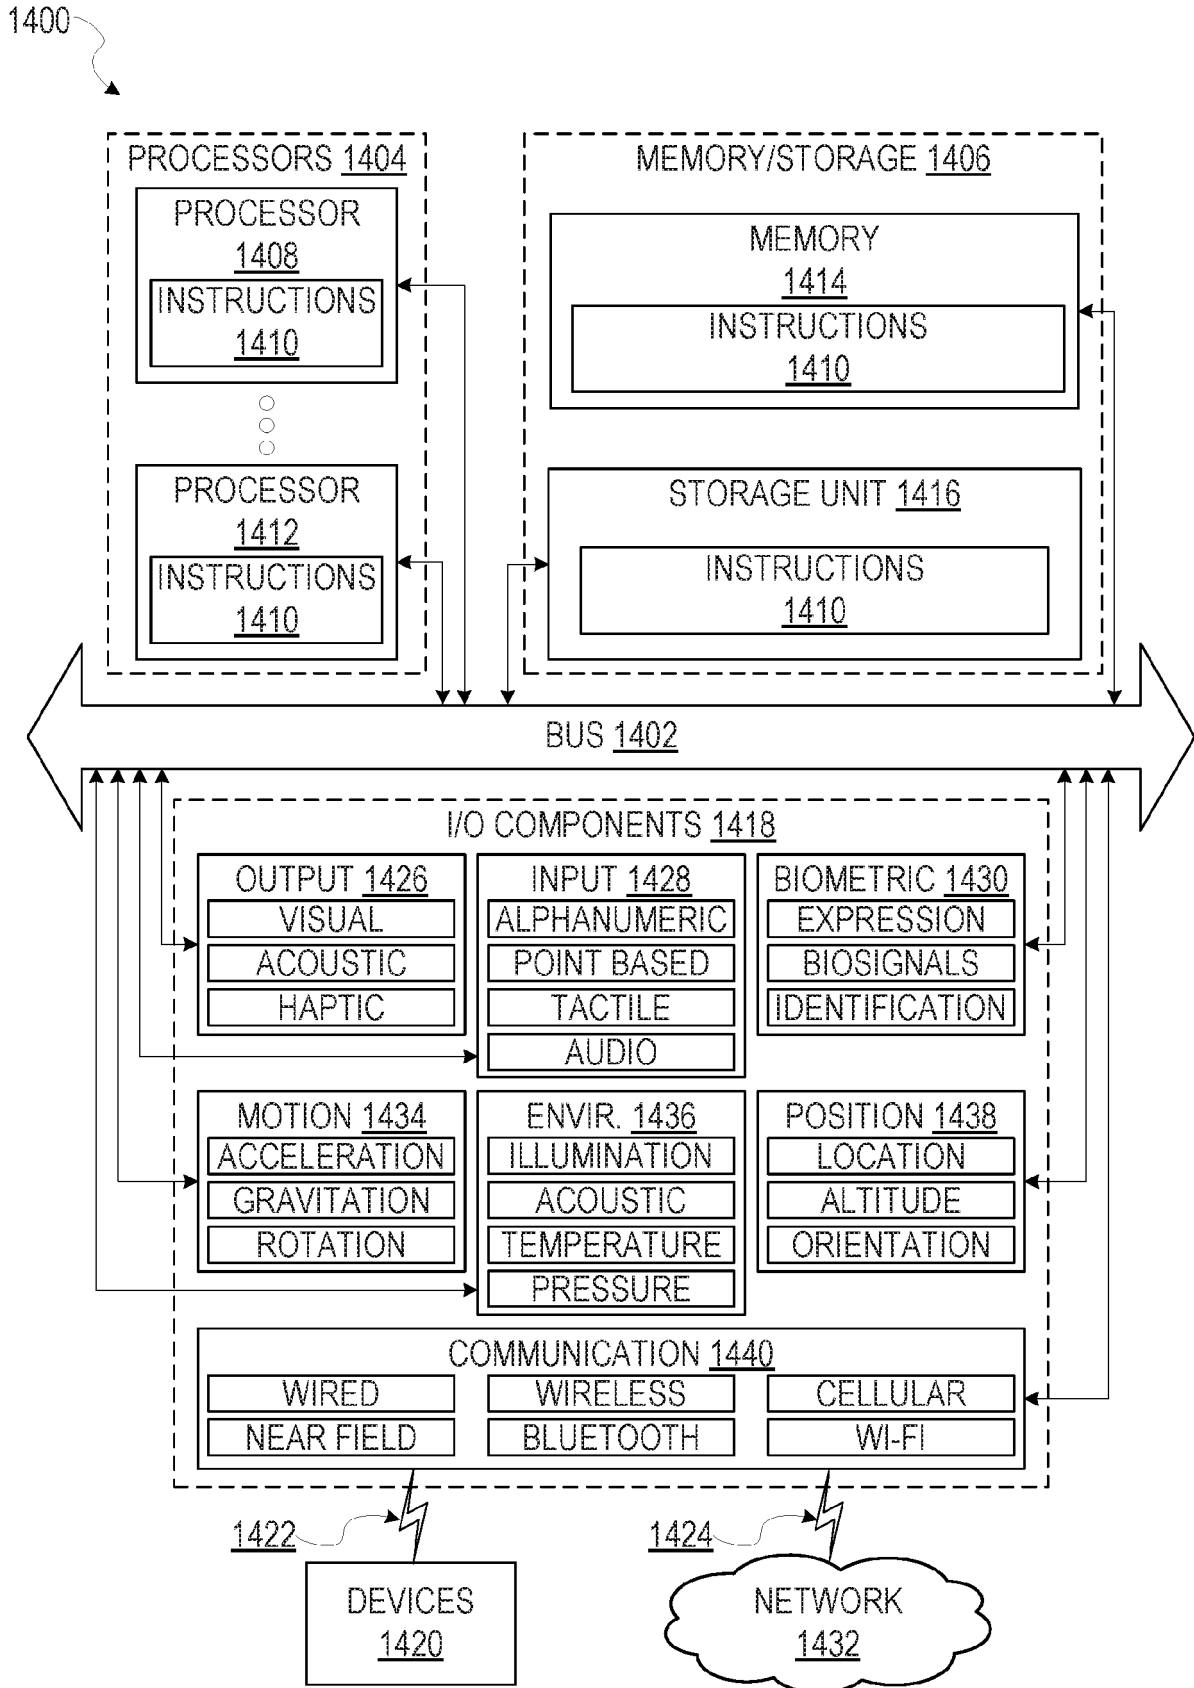 1400
PROCESSORS 1404
PROCESSOR
1408
INSTRUCTIONS
1410
PROCESSOR
1412
INSTRUCTIONS
1410
MEMORY/STORAGE 1406
MEMORY
1414
INSTRUCTIONS
1410
STORAGE UNIT 1416
INSTRUCTIONS
1410
BUS 1402
I/O COMPONENTS 1418
OUTPUT 1426
VISUAL
ACOUSTIC
HAPTIC
INPUT 1428
ALPHANUMERIC
POINT BASED
TACTILE
AUDIO
BIOMETRIC 1430
EXPRESSION
BIOSIGNALS
IDENTIFICATION
MOTION 1434
ACCELERATION
GRAVITATION
ROTATION
ENVIR. 1436
ILLUMINATION
ACOUSTIC
TEMPERATURE
PRESSURE
POSITION 1438
LOCATION
ALTITUDE
ORIENTATION
COMMUNICATION 1440
WIRED
WIRELESS
CELLULAR
NEAR FIELD
BLUETOOTH
WI-FI
1422
1424
DEVICES
1420
NETWORK
1432